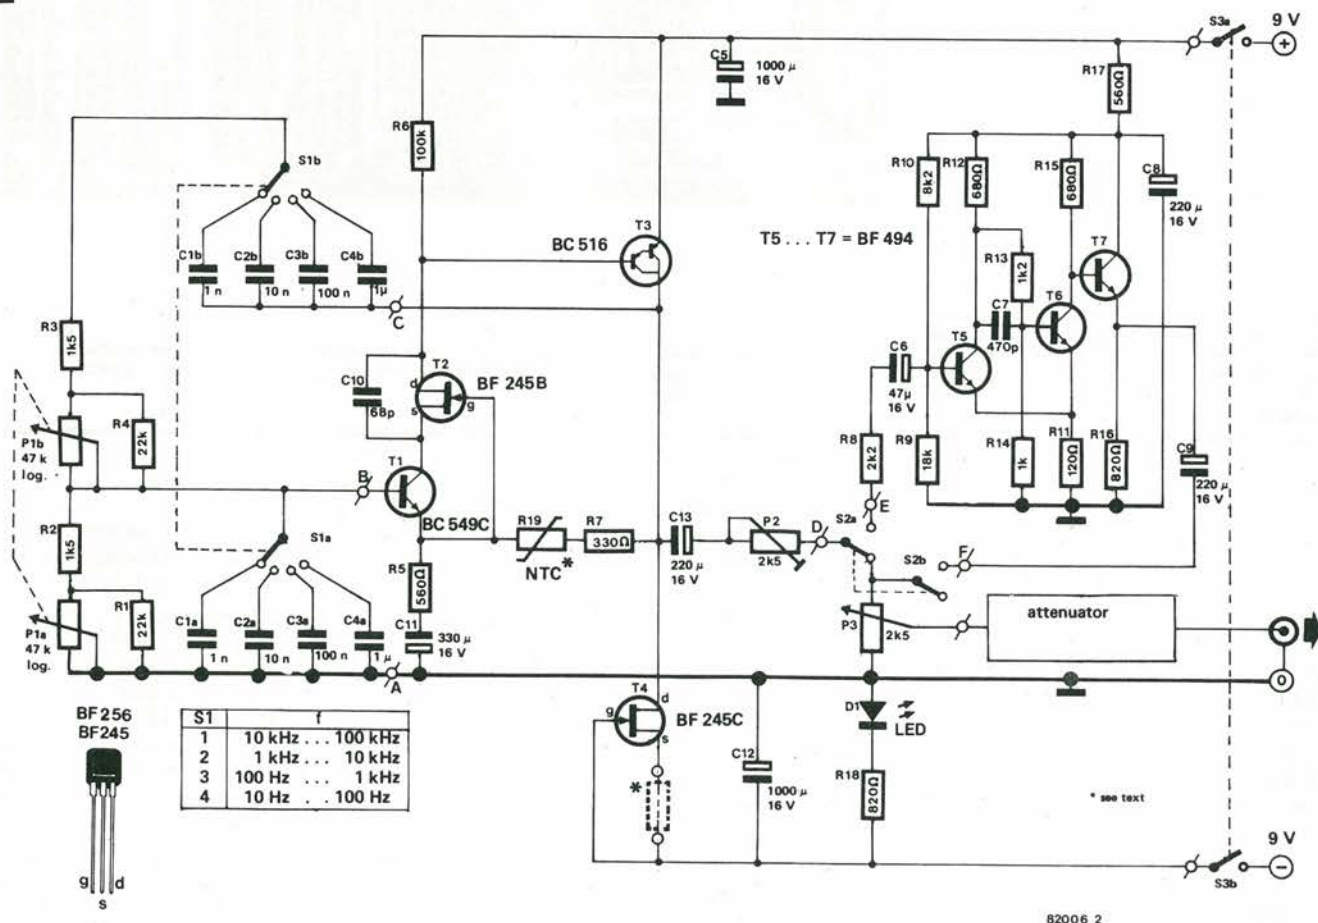 S3a
9 V
+
C5
1000 µ
16 V
R17
560Ω
R6
100k
S1b
R10
8k2
R12
680Ω
R15
680Ω
C8
220 µ
16 V
T3
BC 516
T5 . . . T7 = BF 494
T7
C1b
1 n
C2b
10 n
C3b
100 n
C4b
1µ
C
R13
1k2
T6
C7
470p
R3
1k5
T5
C6
47µ
16 V
T2
d
s
g
BF 245B
C10
68p
P1b
47 k
log.
R4
22k
R8
2k2
R9
18k
R14
1k
R11
120Ω
R16
820Ω
C9
220 µ
16 V
T1
B
BC 549C
E
R2
1k5
S1a
R19
NTC*
R7
330Ω
C13
220 µ
16 V
P2
2k5
D
S2a
S2b
F
R5
560Ω
P1a
47 k
log.
R1
22k
C1a
1 n
C2a
10 n
C3a
100 n
C4a
1 µ
C11
330 µ
16 V
P3
2k5
attenuator
0
A
T4
g
d
s
BF 245C
D1
LED
BF 256
BF245
g
s
d
S1 f
1 10 kHz . . . 100 kHz
2 1 kHz . . . 10 kHz
3 100 Hz . . . 1 kHz
4 10 Hz . . 100 Hz
*
C12
1000 µ
16 V
R18
820Ω
* see text
9 V
−
S3b
82006 2